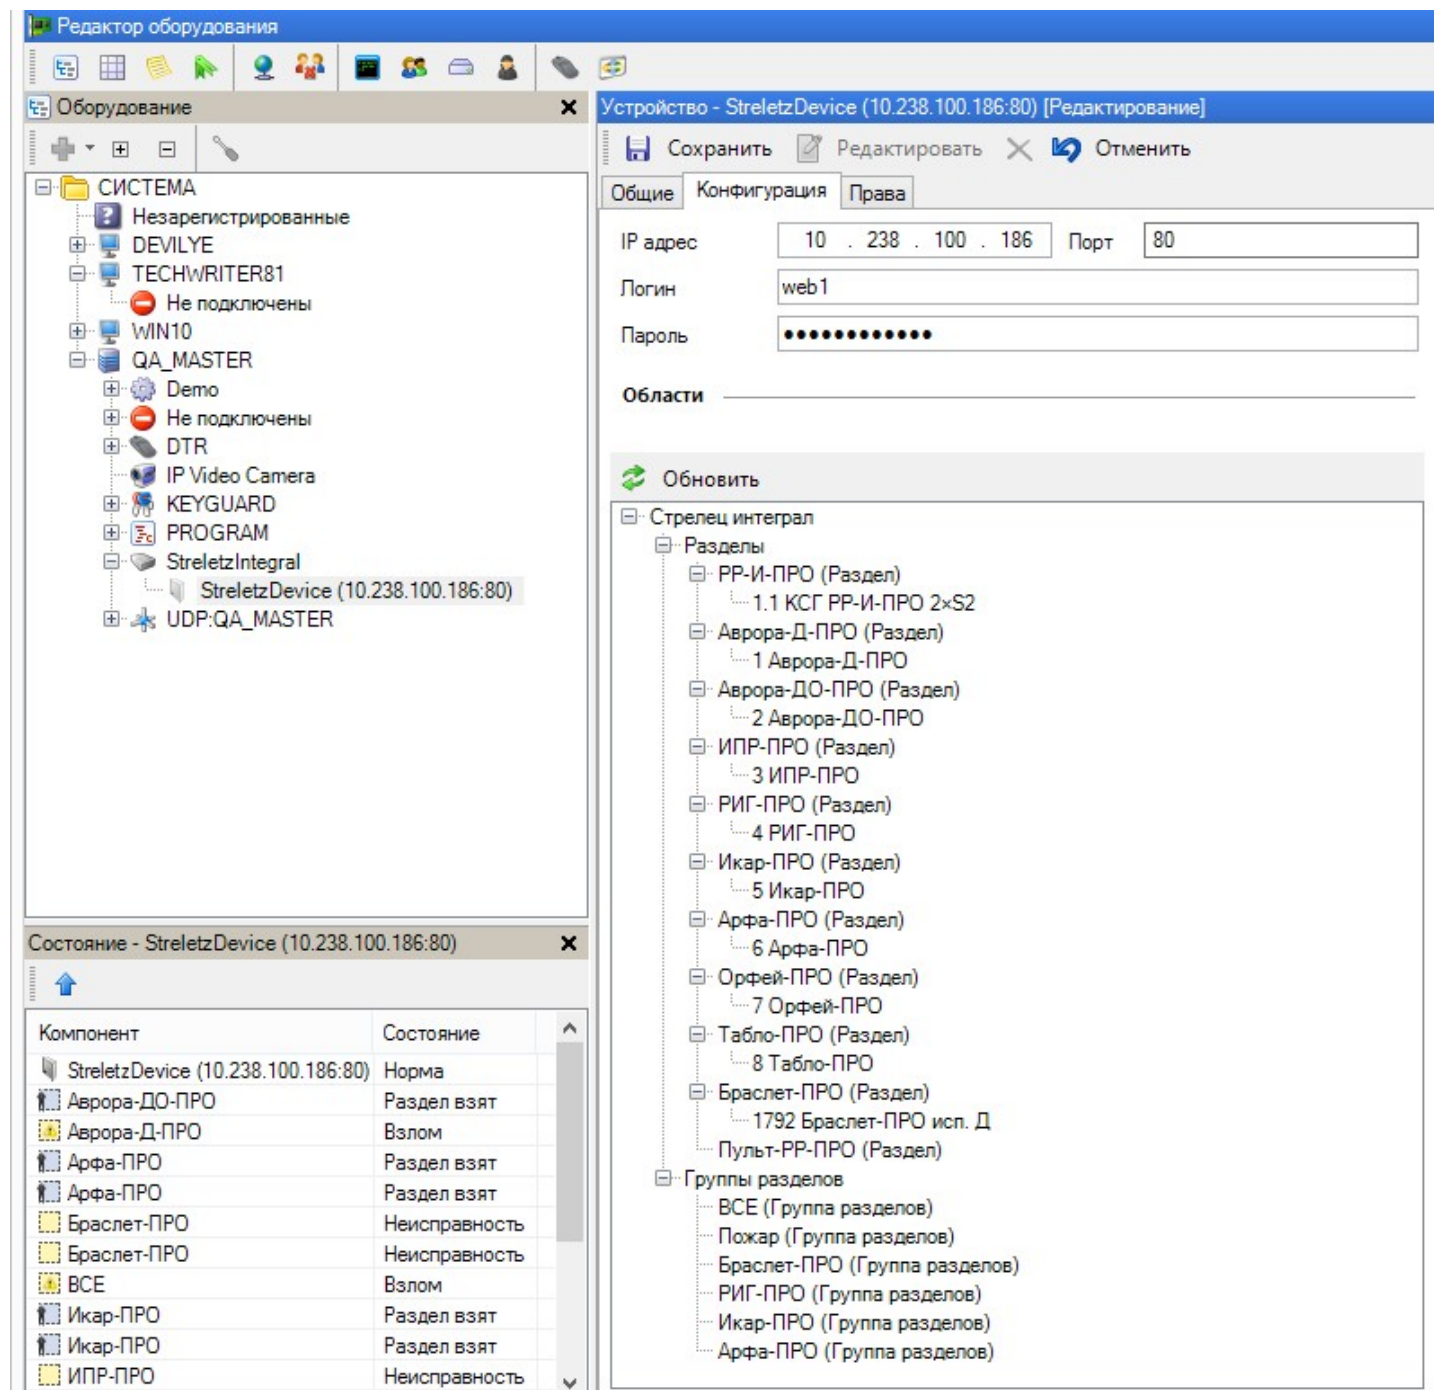 Редактор оборудования
Оборудование
СИСТЕМА
Незарегистрированные
DEVILYE
TECHWRITER81
Не подключены
WIN10
QA_MASTER
Demo
Не подключены
DTR
IP Video Camera
KEYGUARD
PROGRAM
StreletzIntegral
StreletzDevice (10.238.100.186:80)
UDP:QA_MASTER
Состояние - StreletzDevice (10.238.100.186:80)
Компонент Состояние
StreletzDevice (10.238.100.186:80) Норма
Аврора-ДО-ПРО Раздел взят
Аврора-Д-ПРО Взлом
Арфа-ПРО Раздел взят
Арфа-ПРО Раздел взят
Браслет-ПРО Неисправность
Браслет-ПРО Неисправность
ВСЕ Взлом
Икар-ПРО Раздел взят
Икар-ПРО Раздел взят
ИПР-ПРО Неисправность
Устройство - StreletzDevice (10.238.100.186:80) [Редактирование]
Сохранить Редактировать Отменить
Общие Конфигурация Права
IP адрес 10 . 238 . 100 . 186 Порт 80
Логин web1
Пароль ●●●●●●●●●●●●
Области
Обновить
Стрелец интеграл
Разделы
РР-И-ПРО (Раздел)
1.1 КСГ РР-И-ПРО 2×S2
Аврора-Д-ПРО (Раздел)
1 Аврора-Д-ПРО
Аврора-ДО-ПРО (Раздел)
2 Аврора-ДО-ПРО
ИПР-ПРО (Раздел)
3 ИПР-ПРО
РИГ-ПРО (Раздел)
4 РИГ-ПРО
Икар-ПРО (Раздел)
5 Икар-ПРО
Арфа-ПРО (Раздел)
6 Арфа-ПРО
Орфей-ПРО (Раздел)
7 Орфей-ПРО
Табло-ПРО (Раздел)
8 Табло-ПРО
Браслет-ПРО (Раздел)
1792 Браслет-ПРО исп. Д
Пульт-РР-ПРО (Раздел)
Группы разделов
ВСЕ (Группа разделов)
Пожар (Группа разделов)
Браслет-ПРО (Группа разделов)
РИГ-ПРО (Группа разделов)
Икар-ПРО (Группа разделов)
Арфа-ПРО (Группа разделов)